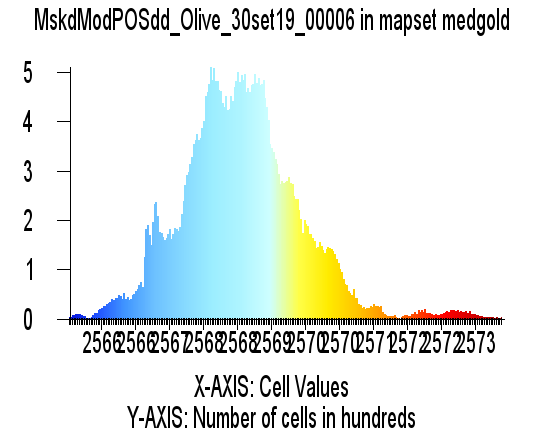 MskdModPOSdd_Olive_30set19_00006 in mapset medgold
5
4
3
2
1
0
2566 2566 2567 2568 2568 2569 2570 2570 2571 2572 2572 2573
X-AXIS: Cell Values
Y-AXIS: Number of cells in hundreds